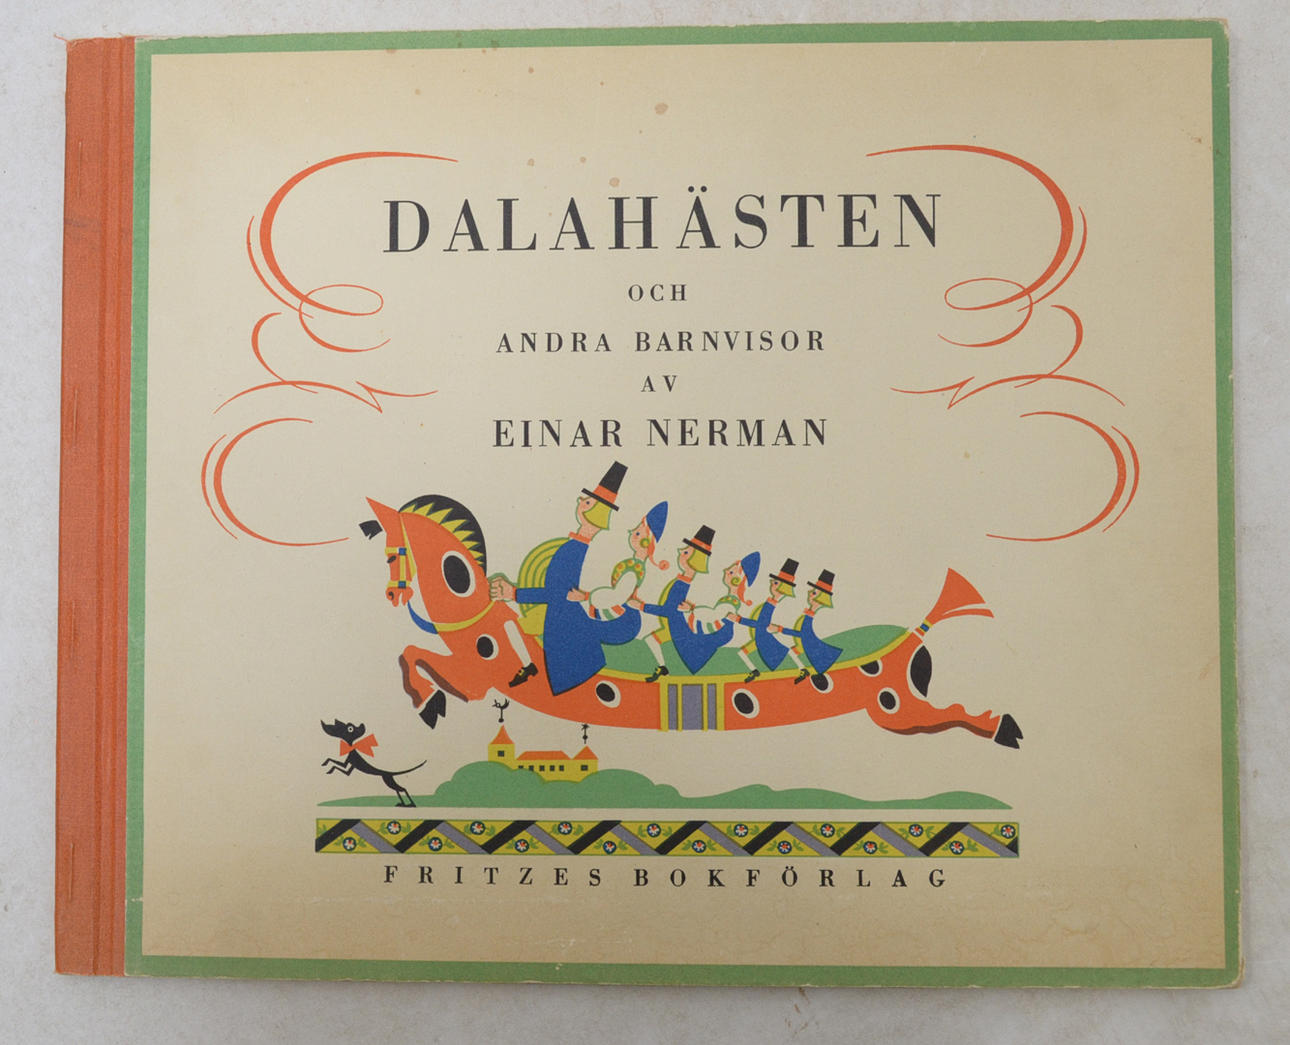 DALAHÄSTEN
OCH
ANDRA BARNVISOR
AV
EINAR NERMAN
FRITZES BOKFÖRLAG